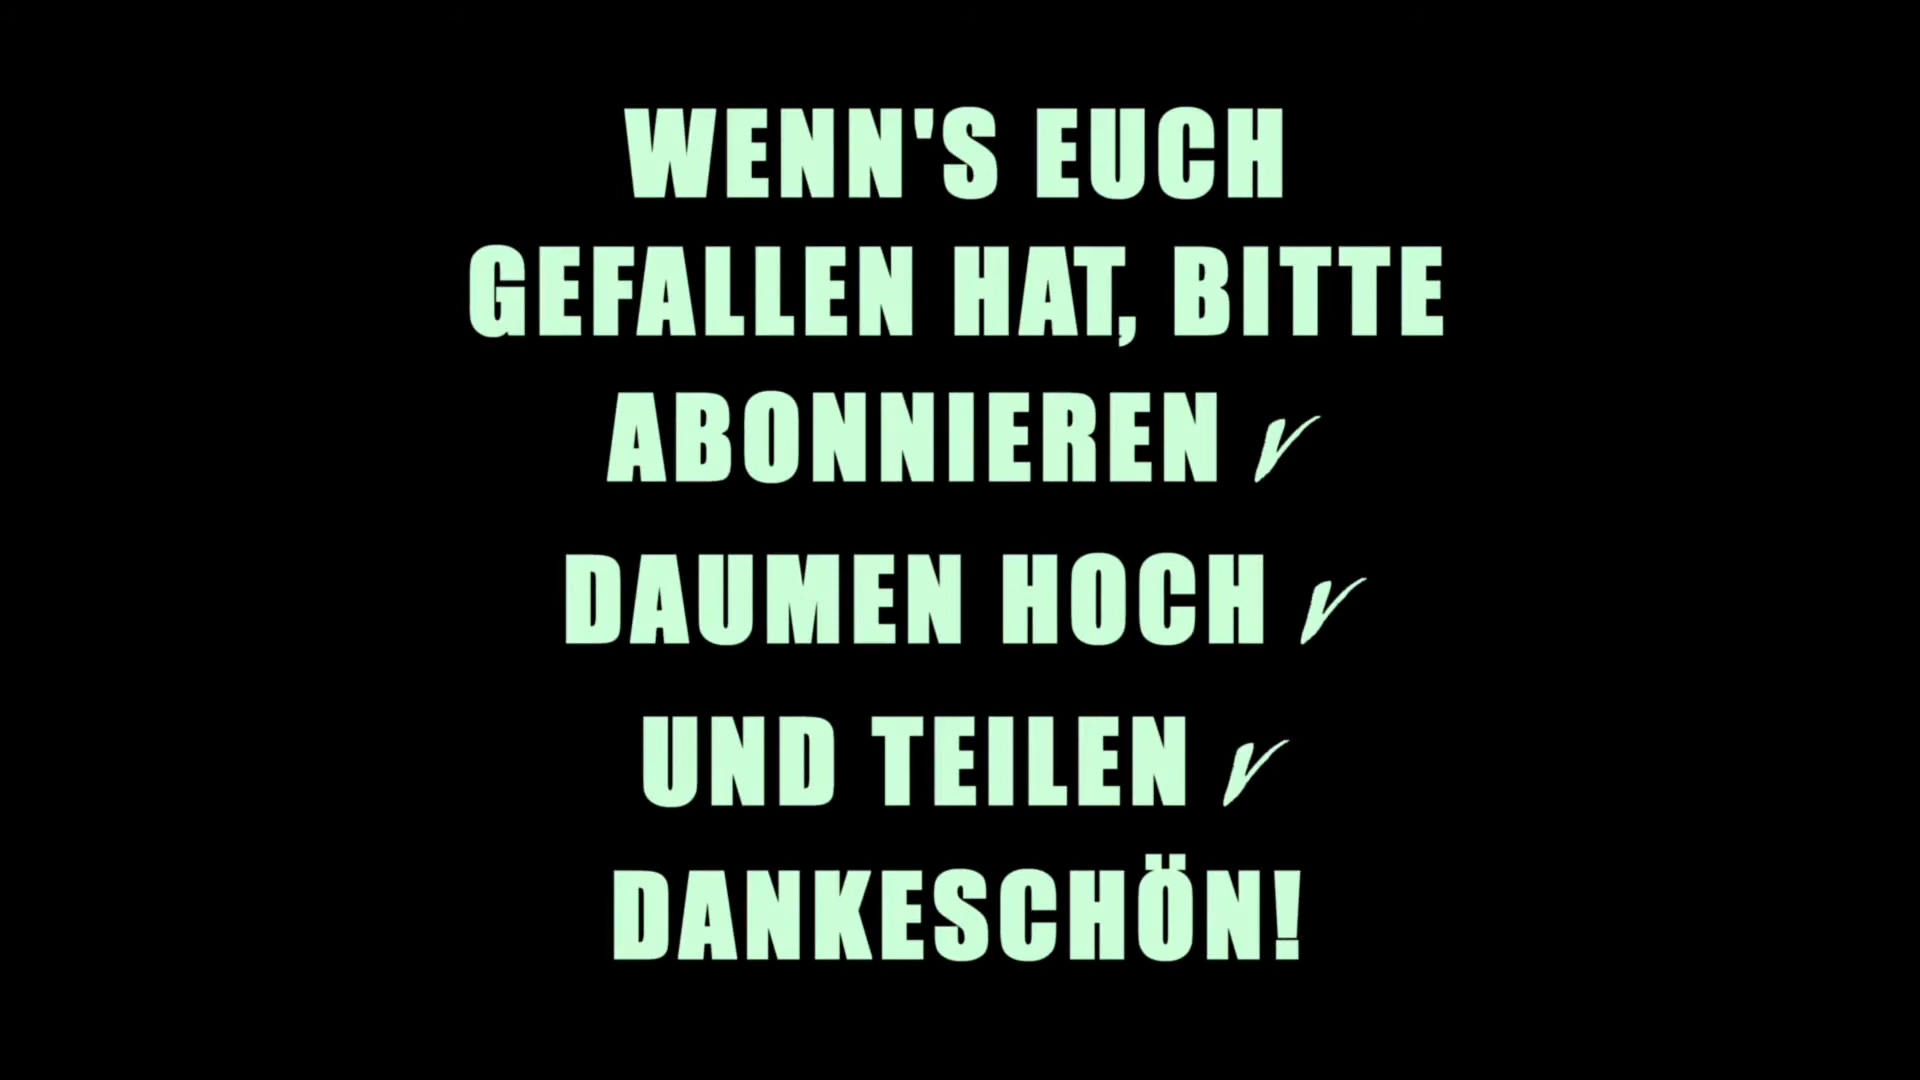 WENN'S EUCH
GEFALLEN HAT, BITTE
ABONNIEREN ✓
DAUMEN HOCH ✓
UND TEILEN ✓
DANKESCHÖN!